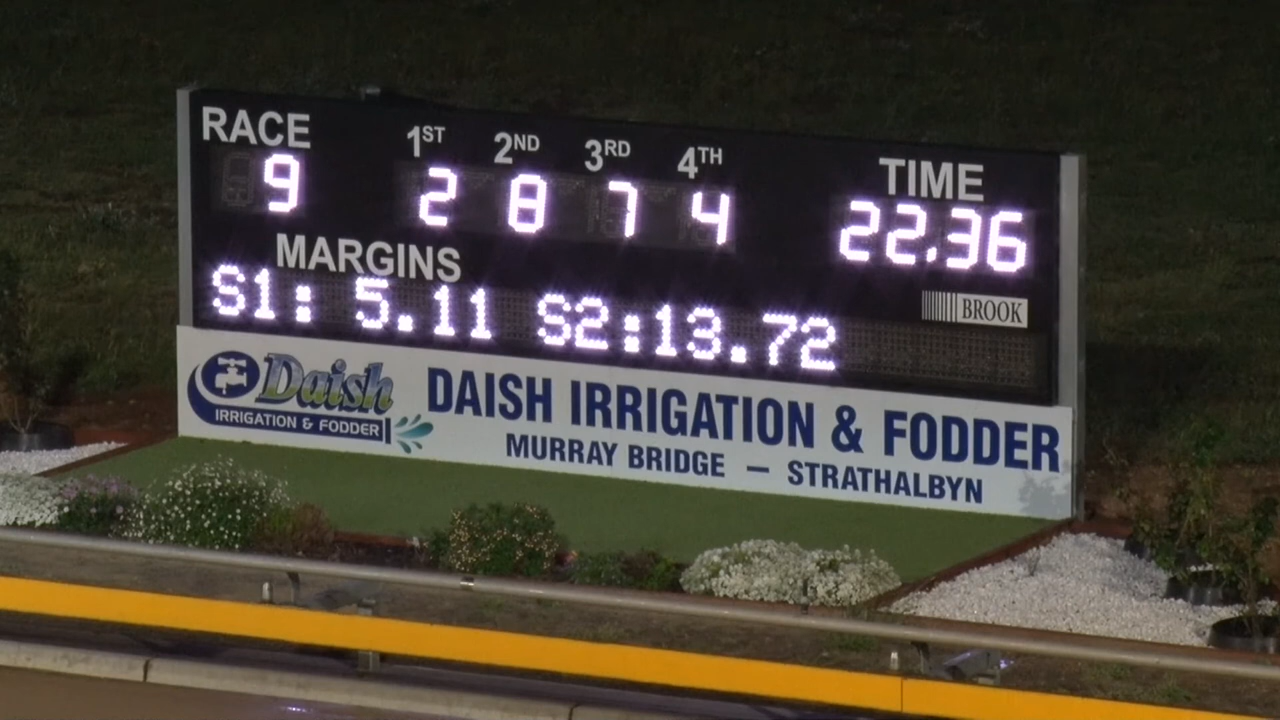 RACE 1ST 2ND 3RD 4TH TIME
9 2 8 7 4 22.36
MARGINS
S1: 5.11 S2:13.72
BROOK
Daish
IRRIGATION & FODDER
DAISH IRRIGATION & FODDER
MURRAY BRIDGE — STRATHALBYN